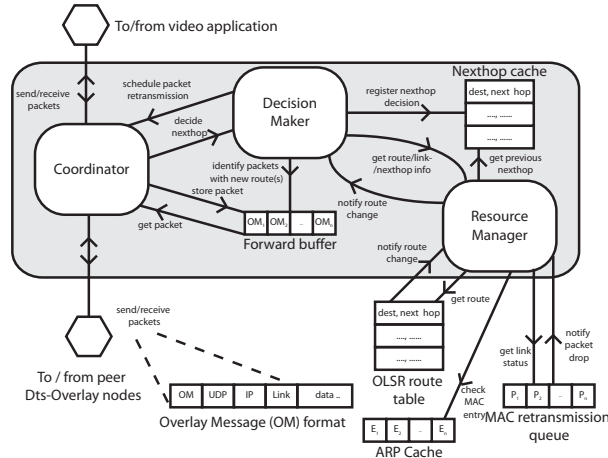 To/from video application
Nexthop cache
send/receive
packets
schedule packet
retransmission
Decision
Maker
register nexthop
decision
dest, next hop
..., ......
..., ......
decide
nexthop
Coordinator
identify packets
with new route(s)
store packet
get route/link-
/nexthop info
get previous
nexthop
notify route
change
get packet
OM1 OM2 .. OMn
Forward buffer
Resource
Manager
notify route
change
send/receive
packets
dest, next hop
..., ......
..., ......
get route
get link
status
notify
packet
drop
To / from peer
Dts-Overlay nodes
OLSR route
table
check
MAC
entry
OM UDP IP Link data ..
Overlay Message (OM) format
E1 E2 .. En
ARP Cache
P1 P2 .. Pn
MAC retransmission
queue